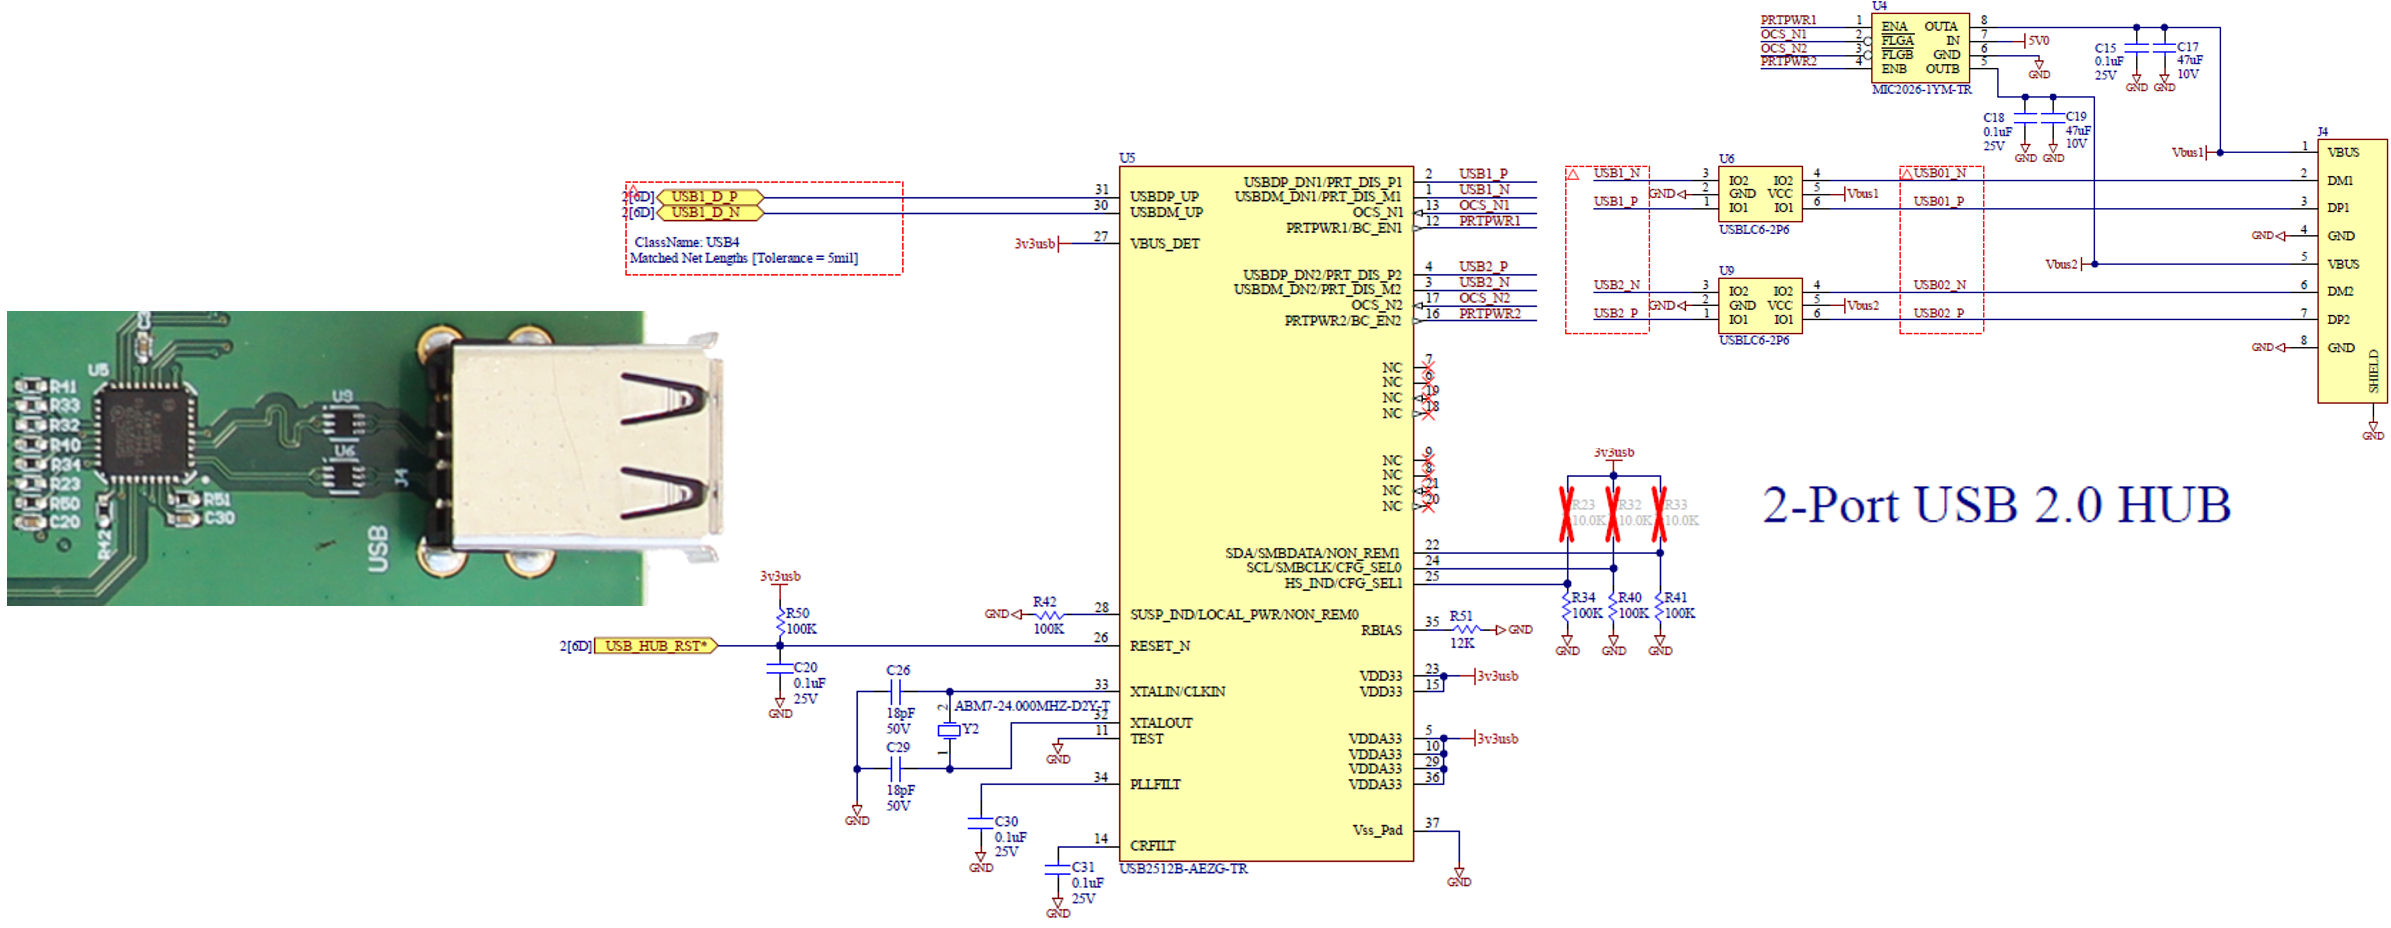 U4
PRTPWR1 1 ENA OUTA 8
OCS_N1 2 FLGA IN 7 5V0
OCS_N2 3 FLGB GND 6 GND
PRTPWR2 4 ENB OUTB 5
MIC2026-1YM-TR
C15 0.1uF 25V GND
C17 47uF 10V GND
C18 0.1uF 25V GND
C19 47uF 10V GND
J4
Vbus1 1 VBUS
2 DM1
3 DP1
GND 4 GND
Vbus2 5 VBUS
6 DM2
7 DP2
GND 8 GND
SHIELD
GND
U6
USB1_N 3 IO2 IO2 4 USB01_N
GND 2 GND VCC 5 Vbus1
USB1_P 1 IO1 IO1 6 USB01_P
USBLC6-2P6
U9
USB2_N 3 IO2 IO2 4 USB02_N
GND 2 GND VCC 5 Vbus2
USB2_P 1 IO1 IO1 6 USB02_P
USBLC6-2P6
2[6D] USB1_D_P
2[6D] USB1_D_N
ClassName: USB4
Matched Net Lengths [Tolerance = 5mil]
U5
31 USBDP_UP
30 USBDM_UP
3v3usb 27 VBUS_DET
USBDP_DN1/PRT_DIS_P1 2 USB1_P
USBDM_DN1/PRT_DIS_M1 1 USB1_N
OCS_N1 13 OCS_N1
PRTPWR1/BC_EN1 12 PRTPWR1
USBDP_DN2/PRT_DIS_P2 4 USB2_P
USBDM_DN2/PRT_DIS_M2 3 USB2_N
OCS_N2 17 OCS_N2
PRTPWR2/BC_EN2 16 PRTPWR2
NC 7
NC 6
NC 19
NC 18
NC 9
NC 8
NC 21
NC 20
3v3usb
R23 10.0K
R32 10.0K
R33 10.0K
2-Port USB 2.0 HUB
SDA/SMBDATA/NON_REM1 22
SCL/SMBCLK/CFG_SEL0 24
HS_IND/CFG_SEL1 25
R34 100K GND
R40 100K GND
R41 100K GND
GND R42 100K 28 SUSP_IND/LOCAL_PWR/NON_REM0
RBIAS 35 R51 12K GND
3v3usb
R50 100K
2[6D] USB_HUB_RST* 26 RESET_N
C20 0.1uF 25V GND
C26 18pF 50V
33 XTALIN/CLKIN
ABM7-24.000MHZ-D2Y-T
2 Y2 1
32 XTALOUT
11 TEST
GND
C29 18pF 50V
GND
34 PLLFILT
C30 0.1uF 25V GND
14 CRFILT
C31 0.1uF 25V GND
VDD33 23 3v3usb
VDD33 15
VDDA33 5 3v3usb
VDDA33 10
VDDA33 29
VDDA33 36
Vss_Pad 37
GND
USB2512B-AEZG-TR
U5
R41
R33
R32
R40
R34
R23
R50
C20
R42
R51
C30
U9
U6
J4
USB